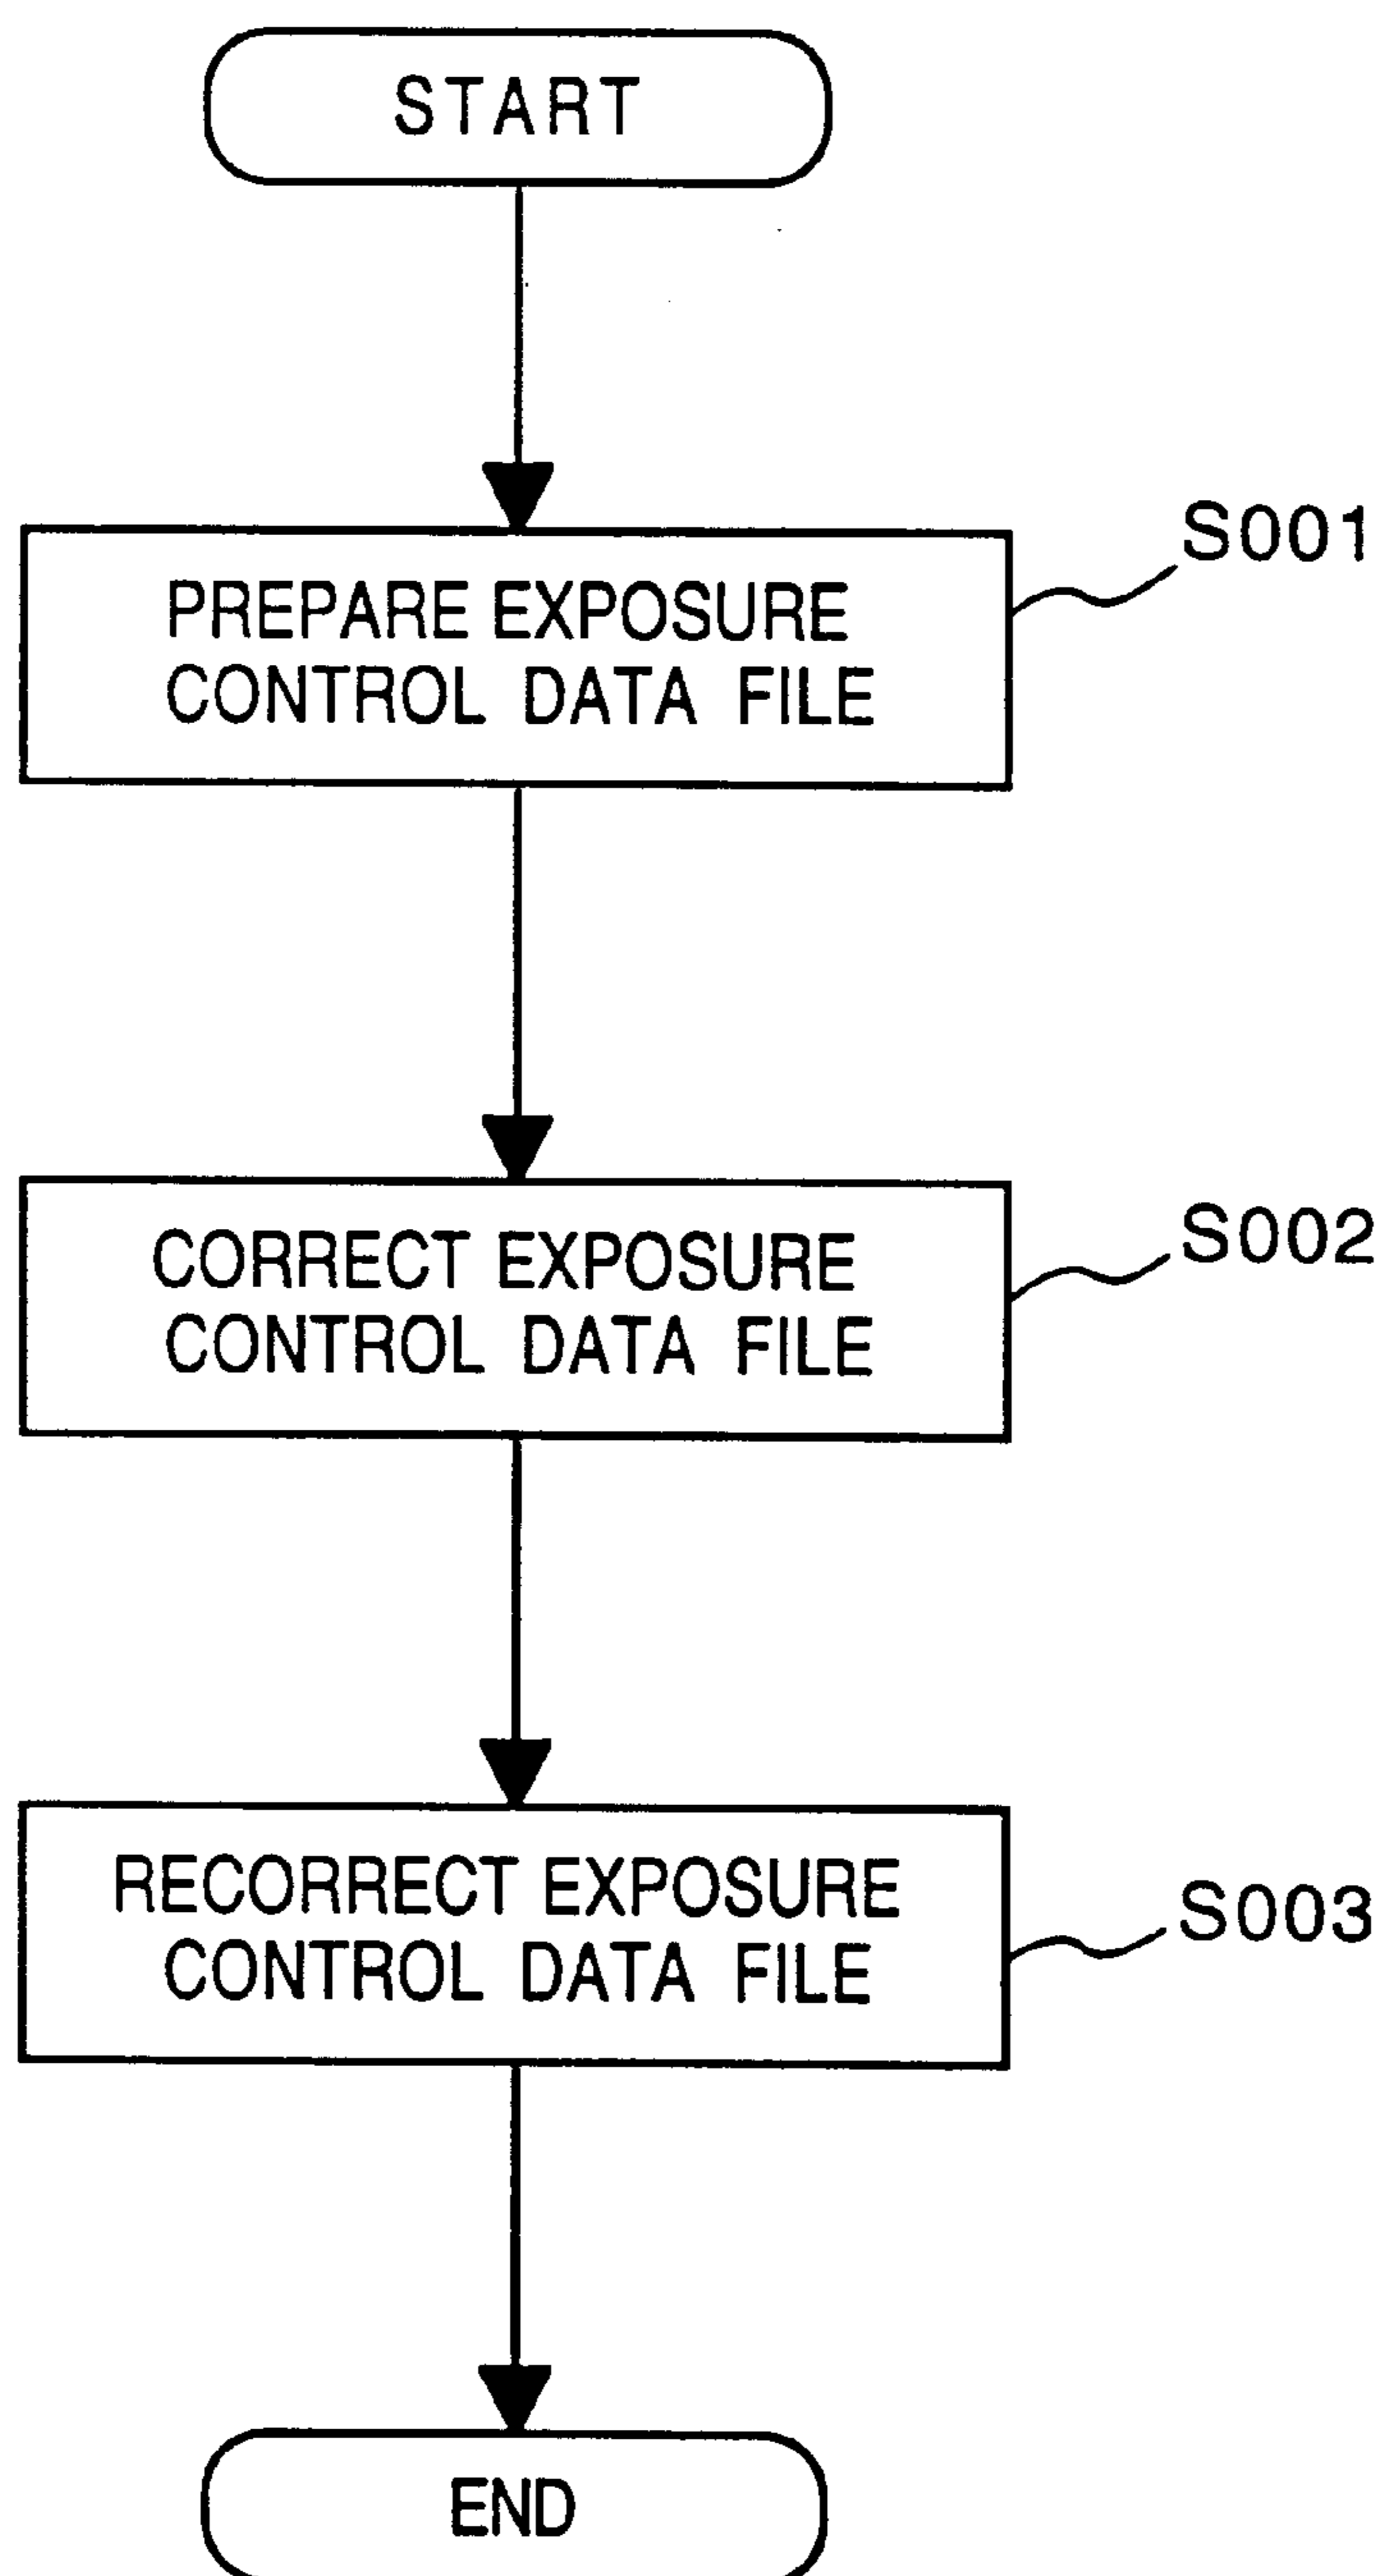 START
S001
PREPARE EXPOSURE
CONTROL DATA FILE
S002
CORRECT EXPOSURE
CONTROL DATA FILE
S003
RECORRECT EXPOSURE
CONTROL DATA FILE
END